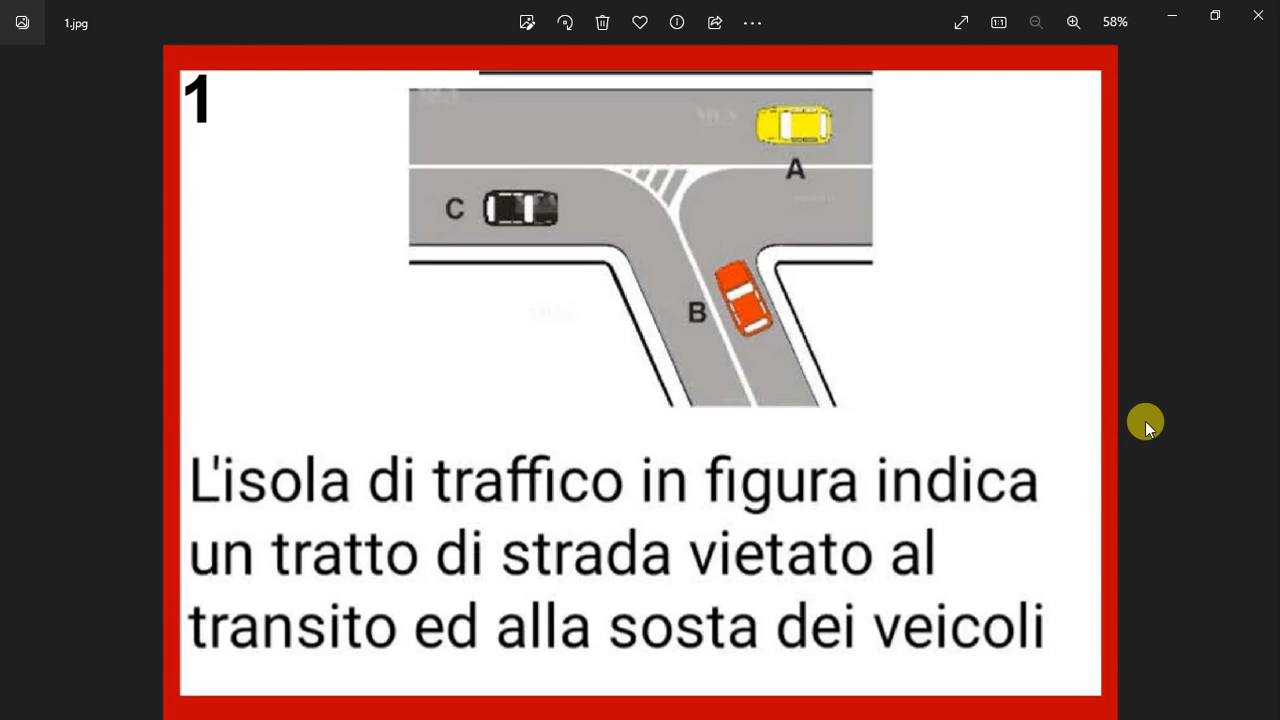 1.jpg
58%
1
A
C
B
L'isola di traffico in figura indica
un tratto di strada vietato al
transito ed alla sosta dei veicoli